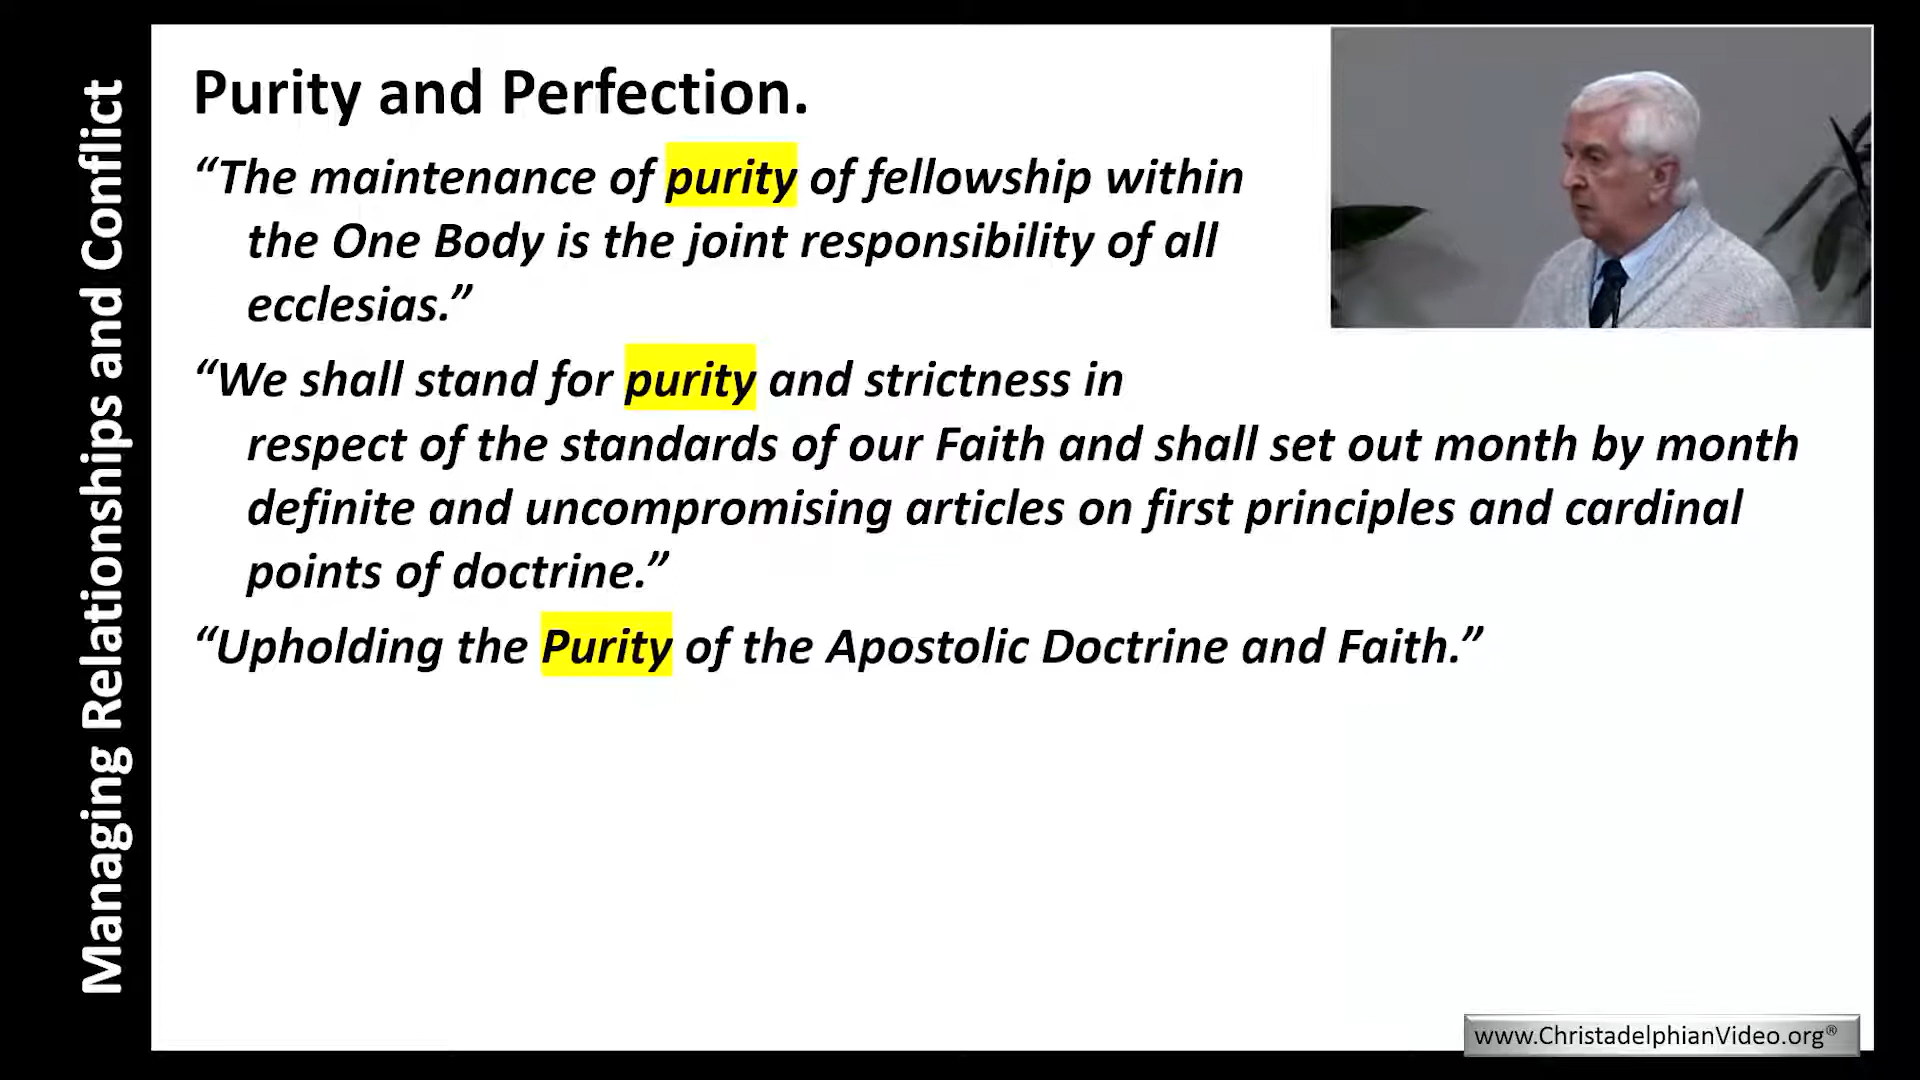 Managing Relationships and Conflict
Purity and Perfection.
“The maintenance of purity of fellowship within
the One Body is the joint responsibility of all
ecclesias.”
“We shall stand for purity and strictness in
respect of the standards of our Faith and shall set out month by month
definite and uncompromising articles on first principles and cardinal
points of doctrine.”
“Upholding the Purity of the Apostolic Doctrine and Faith.”
www.ChristadelphianVideo.org®